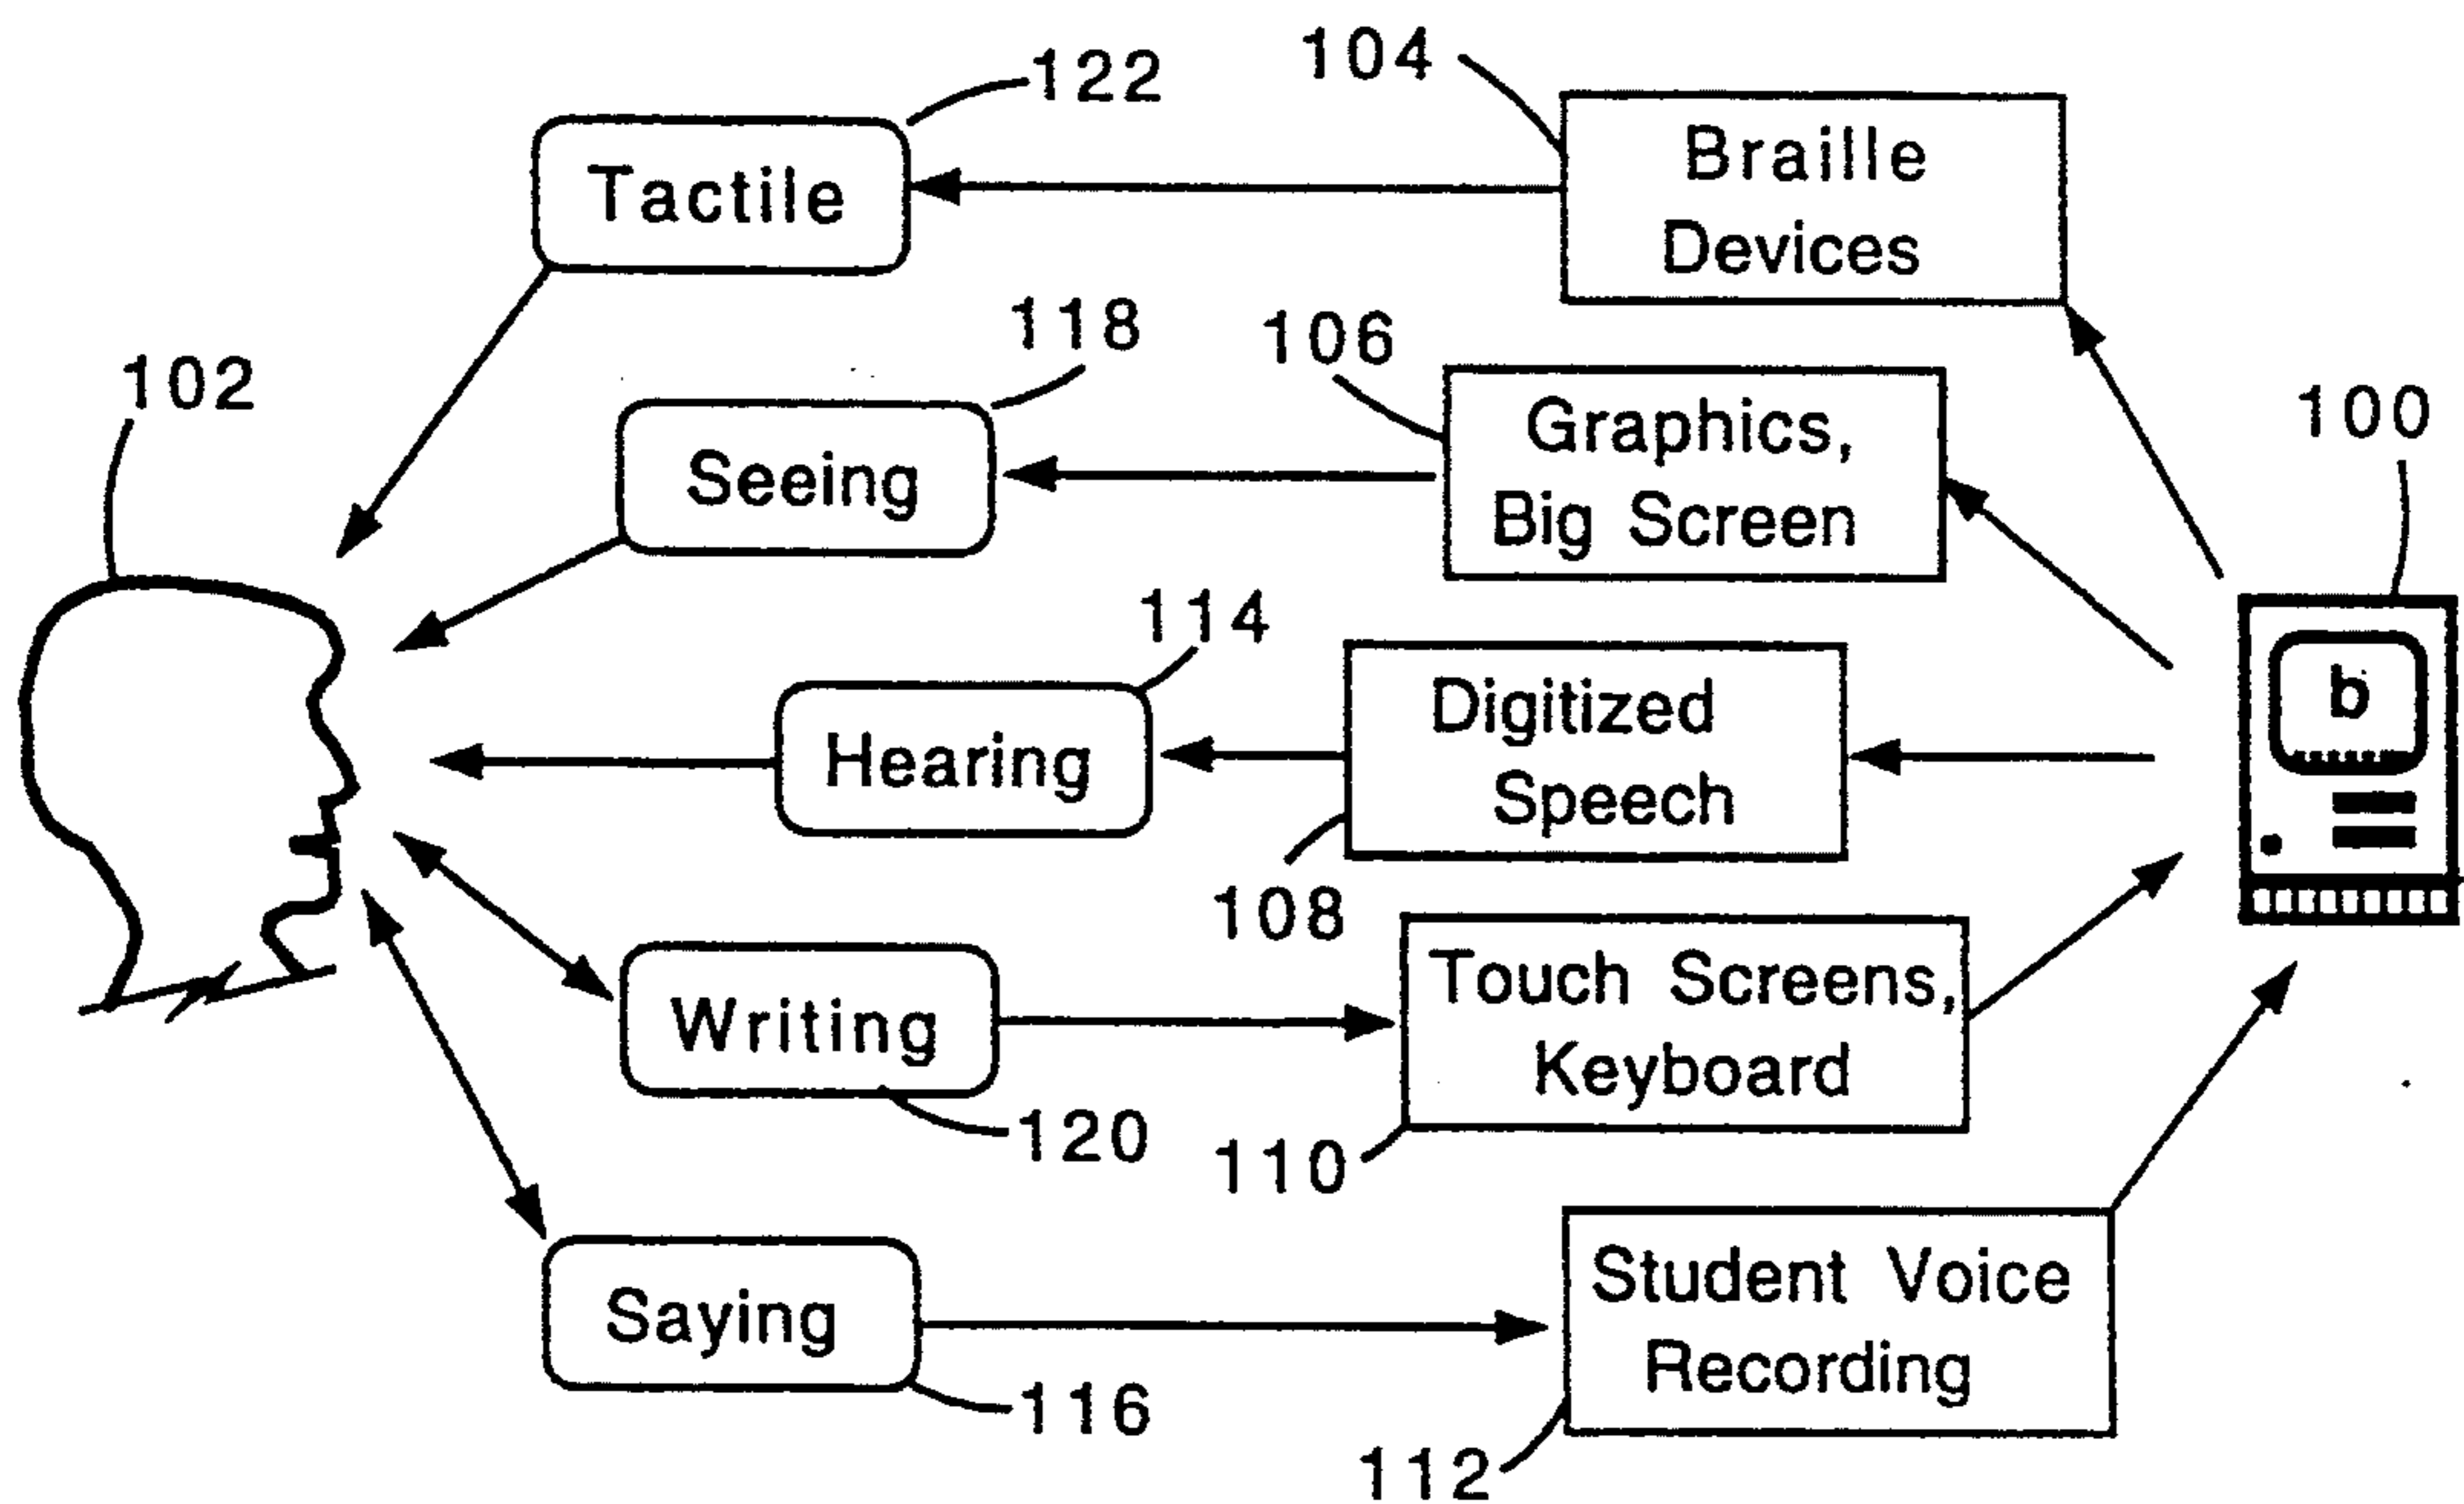 122
104
Tactile
Braille
Devices
118
106
102
100
Seeing
Graphics,
Big Screen
114
b
Hearing
Digitized
Speech
108
Writing
Touch Screens,
Keyboard
120
110
Saying
Student Voice
Recording
116
112